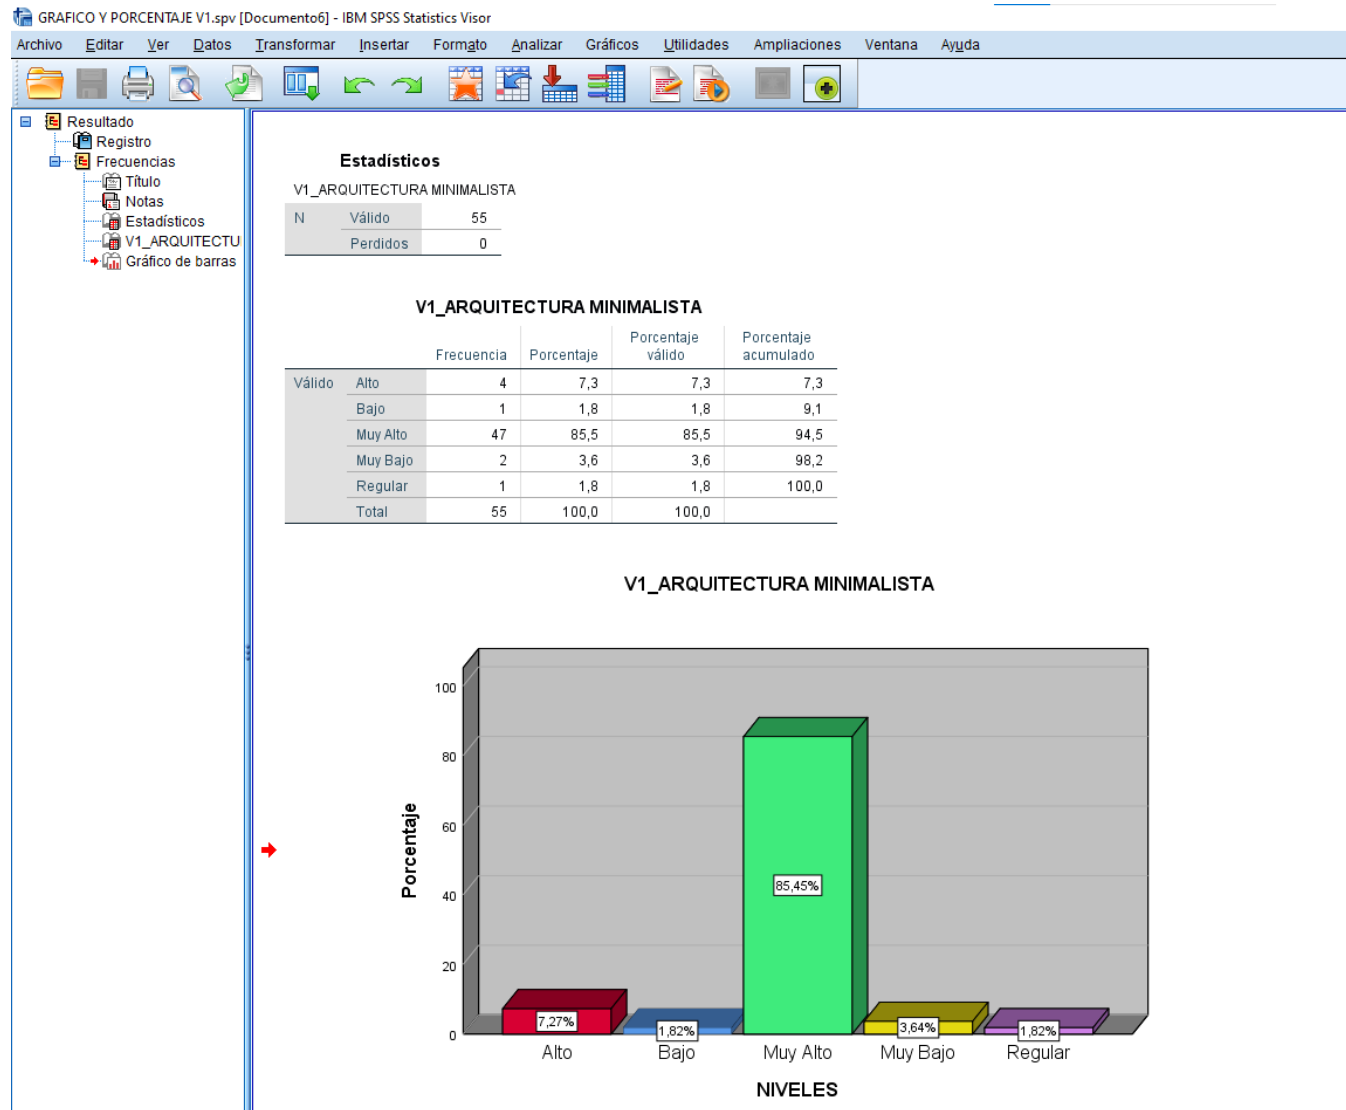 GRAFICO Y PORCENTAJE V1.spv [Documento6] - IBM SPSS Statistics Visor
Archivo Editar Ver Datos Transformar Insertar Formato Analizar Gráficos Utilidades Ampliaciones Ventana Ayuda
Resultado
Registro
Frecuencias
Título
Notas
Estadísticos
V1_ARQUITECTU
Gráfico de barras
Estadísticos
V1_ARQUITECTURA MINIMALISTA
N Válido 55
Perdidos 0
V1_ARQUITECTURA MINIMALISTA
Frecuencia Porcentaje Porcentaje válido Porcentaje acumulado
Válido Alto 4 7,3 7,3 7,3
Bajo 1 1,8 1,8 9,1
Muy Alto 47 85,5 85,5 94,5
Muy Bajo 2 3,6 3,6 98,2
Regular 1 1,8 1,8 100,0
Total 55 100,0 100,0
V1_ARQUITECTURA MINIMALISTA
Porcentaje
100
80
60
40
20
0
7,27%
1,82%
85,45%
3,64%
1,82%
Alto Bajo Muy Alto Muy Bajo Regular
NIVELES